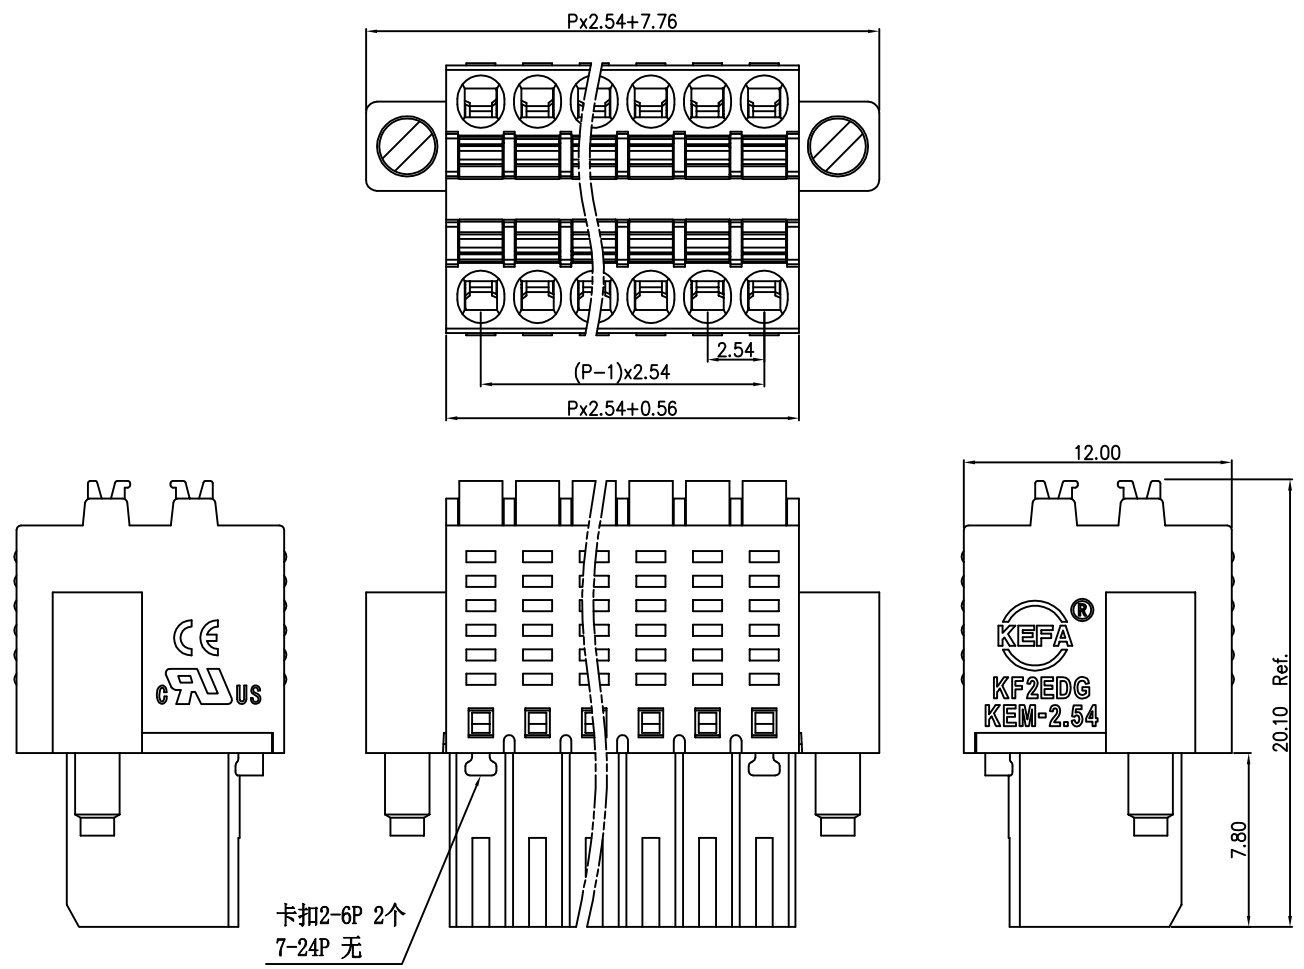 Px2.54+7.76
2.54
(P-1)x2.54
Px2.54+0.56
12.00
CE
C RU US
KEFA ®
KF2EDG
KEM-2.54
20.10 Ref.
7.80
卡扣2-6P 2个
7-24P 无